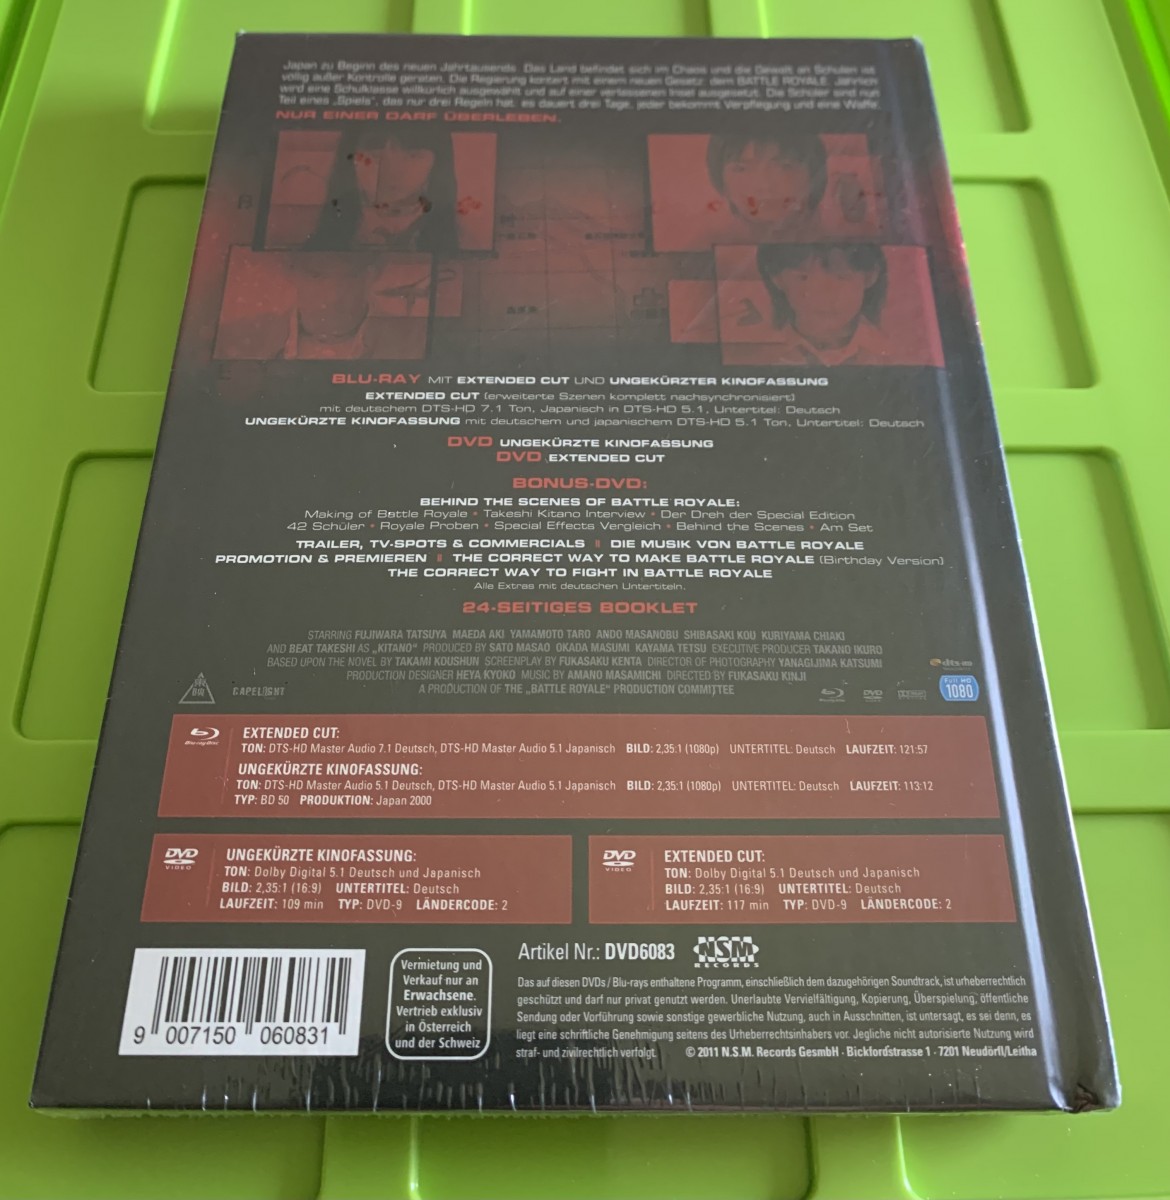 Japan zu Beginn des neuen Jahrtausends. Das Land befindet sich im Chaos und die Gewalt an Schulen ist
völlig außer Kontrolle geraten. Die Regierung kontert mit einem neuen Gesetz: dem BATTLE ROYALE. Jährlich
wird eine Schulklasse willkürlich ausgewählt und auf einer verlassenen Insel ausgesetzt. Die Schüler sind nun
Teil eines „Spiels“, das nur drei Regeln hat: es dauert drei Tage, jeder bekommt Verpflegung und eine Waffe.
NUR EINER DARF ÜBERLEBEN.
BLU-RAY MIT EXTENDED CUT UND UNGEKÜRZTER KINOFASSUNG
EXTENDED CUT (erweiterte Szenen komplett nachsynchronisiert)
mit deutschem DTS-HD 7.1 Ton, Japanisch in DTS-HD 5.1, Untertitel: Deutsch
UNGEKÜRZTE KINOFASSUNG mit deutschem und japanischem DTS-HD 5.1 Ton, Untertitel: Deutsch
DVD UNGEKÜRZTE KINOFASSUNG
DVD EXTENDED CUT
BONUS-DVD:
BEHIND THE SCENES OF BATTLE ROYALE:
Making of Battle Royale • Takeshi Kitano Interview • Der Dreh der Special Edition
42 Schüler • Royale Proben • Special Effects Vergleich • Behind the Scenes • Am Set
TRAILER, TV-SPOTS & COMMERCIALS || DIE MUSIK VON BATTLE ROYALE
PROMOTION & PREMIEREN || THE CORRECT WAY TO MAKE BATTLE ROYALE (Birthday Version)
THE CORRECT WAY TO FIGHT IN BATTLE ROYALE
Alle Extras mit deutschen Untertiteln.
24-SEITIGES BOOKLET
STARRING FUJIWARA TATSUYA MAEDA AKI YAMAMOTO TARO ANDO MASANOBU SHIBASAKI KOU KURIYAMA CHIAKI
AND BEAT TAKESHI AS „KITANO“ PRODUCED BY SATO MASAO OKADA MASUMI KAYAMA TETSU EXECUTIVE PRODUCER TAKANO IKURO
BASED UPON THE NOVEL BY TAKAMI KOUSHUN SCREENPLAY BY FUKASAKU KENTA DIRECTOR OF PHOTOGRAPHY YANAGIJIMA KATSUMI
PRODUCTION DESIGNER HEYA KYOKO MUSIC BY AMANO MASAMICHI DIRECTED BY FUKASAKU KINJI
A PRODUCTION OF THE „BATTLE ROYALE“ PRODUCTION COMMITTEE
CAPELIGHT
dts-HD
Full HD
1080
Blu-ray Disc
EXTENDED CUT:
TON: DTS-HD Master Audio 7.1 Deutsch, DTS-HD Master Audio 5.1 Japanisch BILD: 2,35:1 (1080p) UNTERTITEL: Deutsch LAUFZEIT: 121:57
UNGEKÜRZTE KINOFASSUNG:
TON: DTS-HD Master Audio 5.1 Deutsch, DTS-HD Master Audio 5.1 Japanisch BILD: 2,35:1 (1080p) UNTERTITEL: Deutsch LAUFZEIT: 113:12
TYP: BD 50 PRODUKTION: Japan 2000
DVD
VIDEO
UNGEKÜRZTE KINOFASSUNG:
TON: Dolby Digital 5.1 Deutsch und Japanisch
BILD: 2,35:1 (16:9) UNTERTITEL: Deutsch
LAUFZEIT: 109 min TYP: DVD-9 LÄNDERCODE: 2
DVD
VIDEO
EXTENDED CUT:
TON: Dolby Digital 5.1 Deutsch und Japanisch
BILD: 2,35:1 (16:9) UNTERTITEL: Deutsch
LAUFZEIT: 117 min TYP: DVD-9 LÄNDERCODE: 2
9 007150 060831
Vermietung und
Verkauf nur an
Erwachsene.
Vertrieb exklusiv
in Österreich
und der Schweiz
Artikel Nr.: DVD6083
NSM
RECORDS
Das auf diesen DVDs / Blu-rays enthaltene Programm, einschließlich dem dazugehörigen Soundtrack, ist urheberrechtlich
geschützt und darf nur privat genutzt werden. Unerlaubte Vervielfältigung, Kopierung, Überspielung, öffentliche
Sendung oder Vorführung sowie sonstige gewerbliche Nutzung, auch in Ausschnitten, ist untersagt, es sei denn, es
liegt eine schriftliche Genehmigung seitens des Urheberrechtsinhabers vor. Jegliche nicht autorisierte Nutzung wird
straf- und zivilrechtlich verfolgt. © 2011 N.S.M. Records GesmbH - Bickfordstrasse 1 - 7201 Neudörfl/Leitha